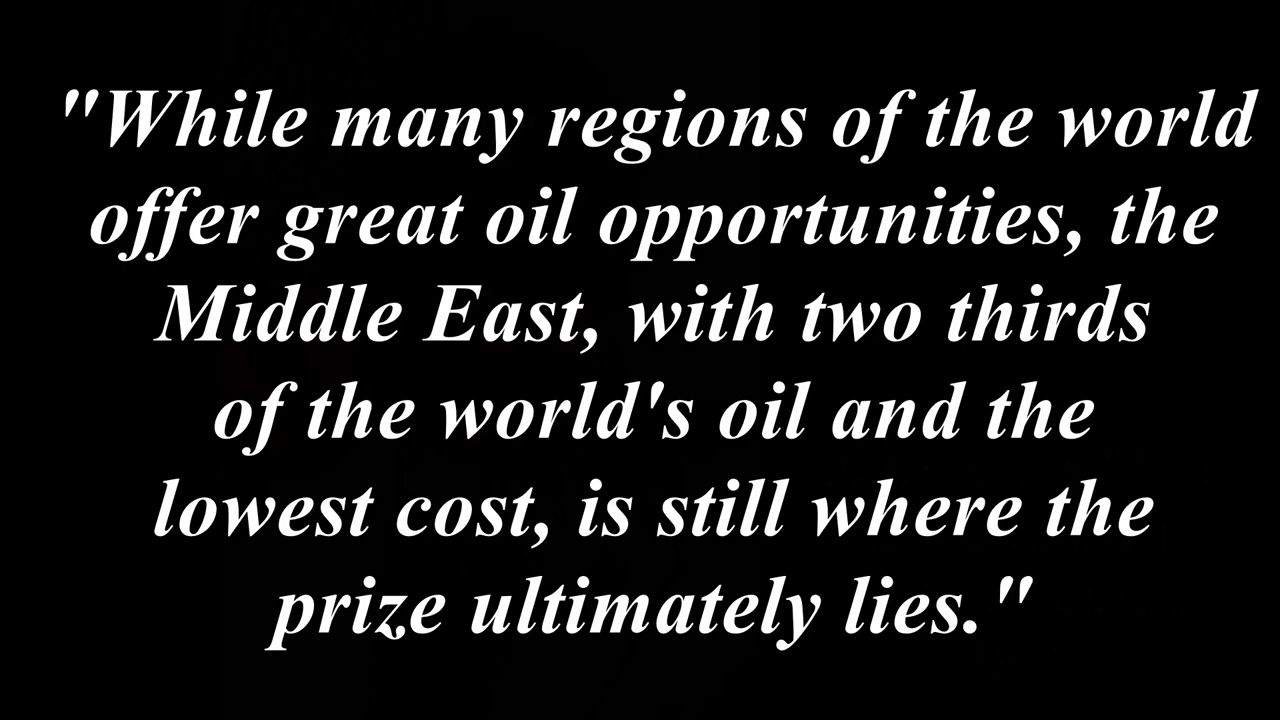 "While many regions of the world
offer great oil opportunities, the
Middle East, with two thirds
of the world's oil and the
lowest cost, is still where the
prize ultimately lies."